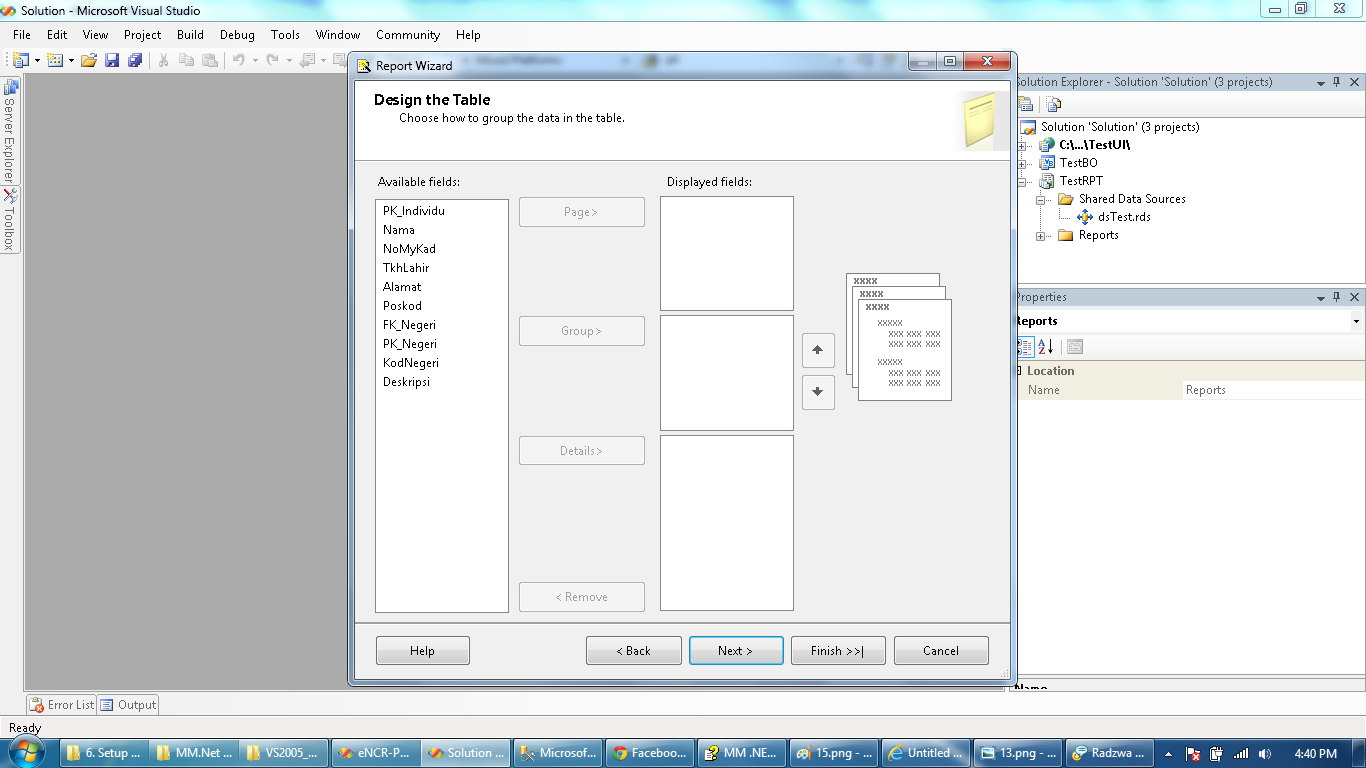 Solution - Microsoft Visual Studio
File Edit View Project Build Debug Tools Window Community Help
Server Explorer
Toolbox
Report Wizard
Design the Table
Choose how to group the data in the table.
Available fields:
PK_Individu
Nama
NoMyKad
TkhLahir
Alamat
Poskod
FK_Negeri
PK_Negeri
KodNegeri
Deskripsi
Page>
Group>
Details>
< Remove
Displayed fields:
xxxx
xxxx
xxxx
xxxxx
xxx xxx xxx
xxx xxx xxx
xxxxx
xxx xxx xxx
xxx xxx xxx
Help
< Back
Next >
Finish >>|
Cancel
Solution Explorer - Solution 'Solution' (3 projects)
Solution 'Solution' (3 projects)
C:\...\TestUI\
TestBO
TestRPT
Shared Data Sources
dsTest.rds
Reports
Properties
Reports
Location
Name Reports
Name
Error List Output
Ready
6. Setup ... MM.Net ... VS2005_... eNCR-P... Solution ... Microsof... Faceboo... MM .NE... 15.png - ... Untitled ... 13.png - ... Radzwa ... 4:40 PM